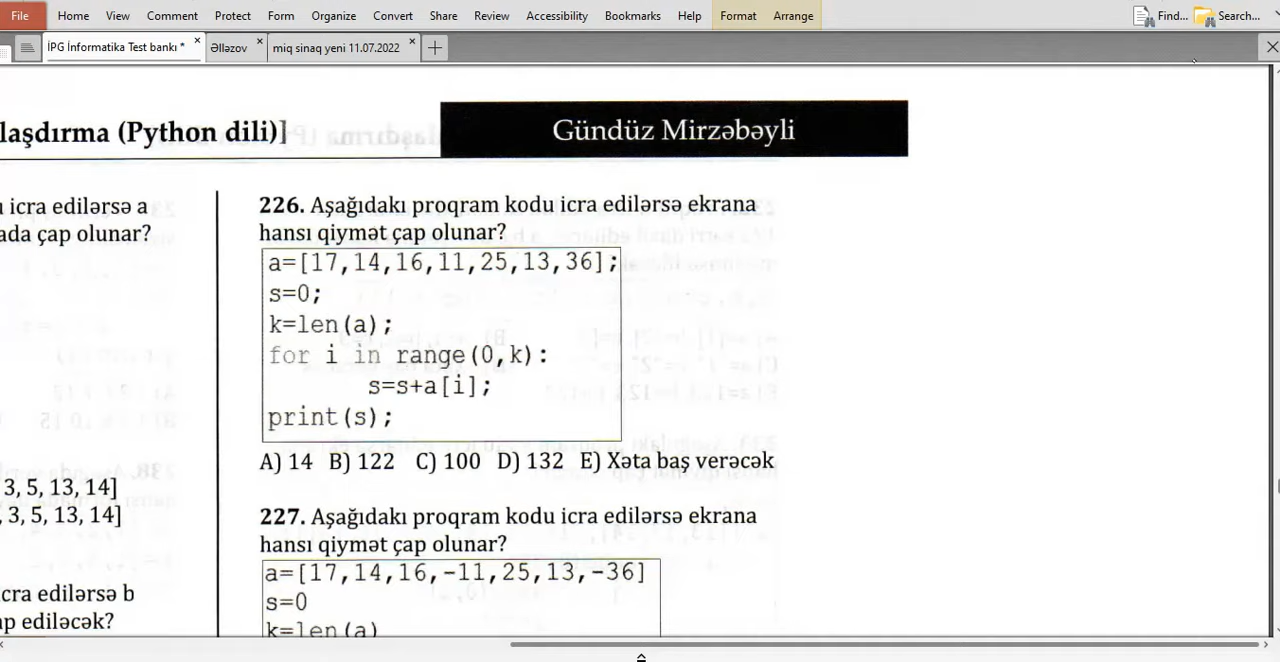 File Home View Comment Protect Form Organize Convert Share Review Accessibility Bookmarks Help Format Arrange Find... Search...
İPG İnformatika Test bankı * Əlləzov miq sınaq yeni 11.07.2022
laşdırma (Python dili)]
Gündüz Mirzəbəyli
icra edilərsə a
ada çap olunar?
3, 5, 13, 14]
, 3, 5, 13, 14]
icra edilərsə b
ap ediləcək?
226. Aşağıdakı proqram kodu icra edilərsə ekrana
hansı qiymət çap olunar?
a=[17,14,16,11,25,13,36];
s=0;
k=len(a);
for i in range(0,k):
s=s+a[i];
print(s);
A) 14 B) 122 C) 100 D) 132 E) Xəta baş verəcək
227. Aşağıdakı proqram kodu icra edilərsə ekrana
hansı qiymət çap olunar?
a=[17,14,16,-11,25,13,-36]
s=0
k=len(a)